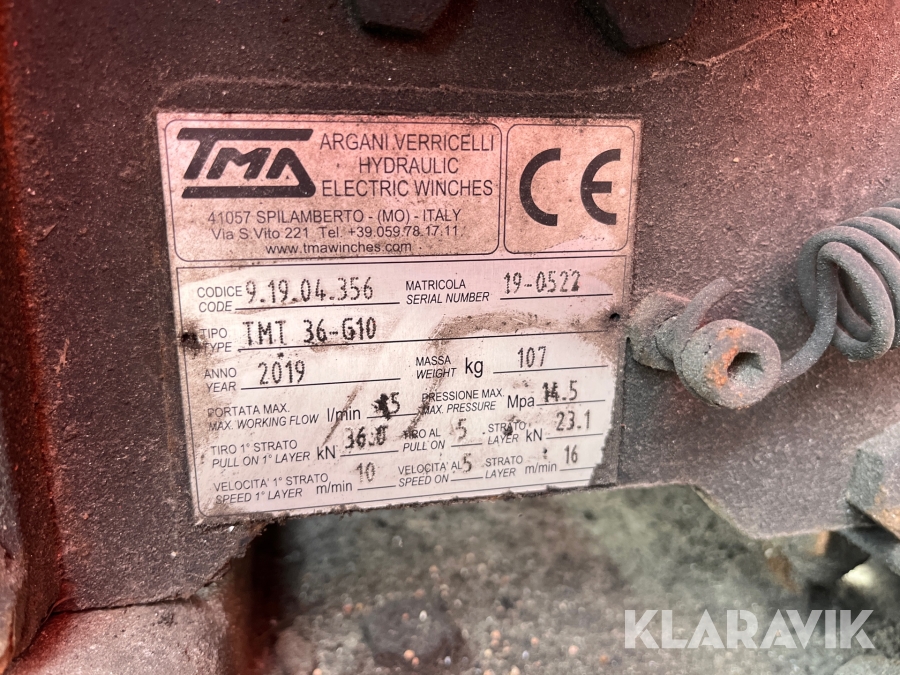 TMA
ARGANI VERRICELLI
HYDRAULIC
ELECTRIC WINCHES
41057 SPILAMBERTO - (MO) - ITALY
Via S.Vito 221 Tel. +39.059.78.17.11
www.tmawinches.com
CE
CODICE 9.19.04.356 MATRICOLA 19-0522
CODE SERIAL NUMBER
TIPO TMT 36-G10
TYPE
ANNO 2019 MASSA kg 107
YEAR WEIGHT
PORTATA MAX. l/min PRESSIONE MAX. Mpa 14.5
MAX. WORKING FLOW MAX. PRESSURE
TIRO 1° STRATO kN 36.0 TIRO AL 5 STRATO kN 23.1
PULL ON 1° LAYER PULL ON LAYER
VELOCITA' 1° STRATO m/min 10 VELOCITA' AL 5 STRATO m/min 16
SPEED 1° LAYER SPEED ON LAYER
KLARAVIK